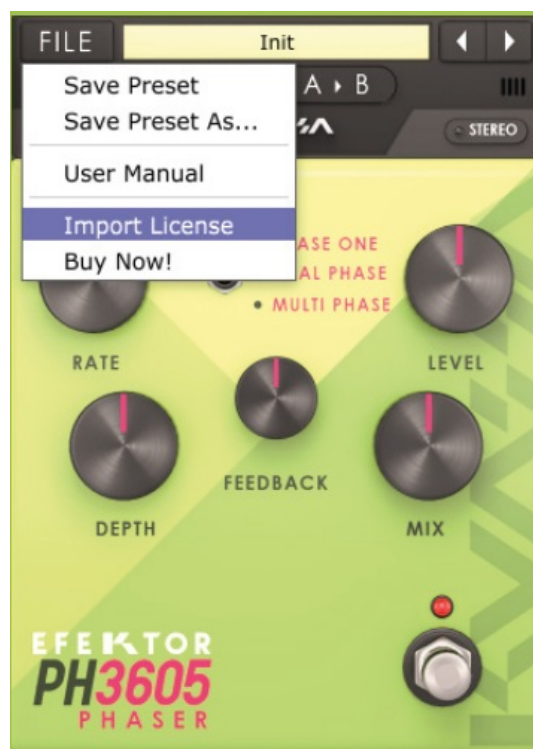 FILE Init
Save Preset A ▸ B
Save Preset As...
STEREO
User Manual
Import License
Buy Now!
ASE ONE
AL PHASE
• MULTI PHASE
RATE LEVEL
FEEDBACK
DEPTH MIX
EFEKTOR
PH3605
PHASER